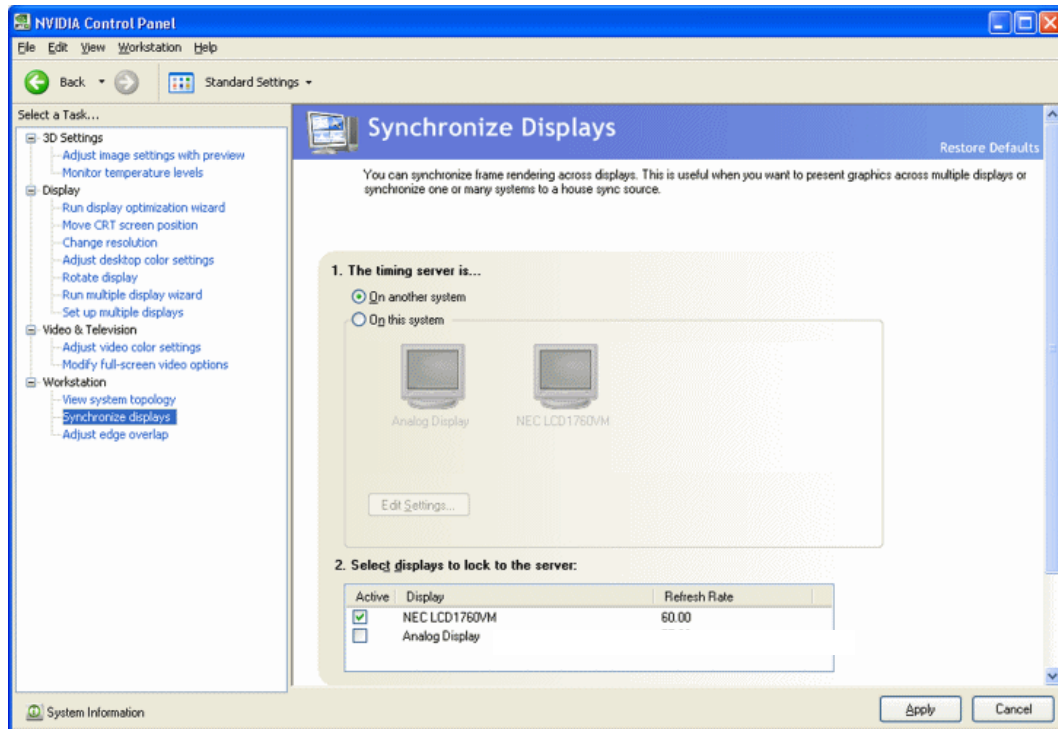 NVIDIA Control Panel
File Edit View Workstation Help
Back Standard Settings
Select a Task...
3D Settings
Adjust image settings with preview
Monitor temperature levels
Display
Run display optimization wizard
Move CRT screen position
Change resolution
Adjust desktop color settings
Rotate display
Run multiple display wizard
Set up multiple displays
Video & Television
Adjust video color settings
Modify full-screen video options
Workstation
View system topology
Synchronize displays
Adjust edge overlap
System Information
Synchronize Displays
Restore Defaults
You can synchronize frame rendering across displays. This is useful when you want to present graphics across multiple displays or
synchronize one or many systems to a house sync source.
1. The timing server is...
On another system
On this system
Analog Display NEC LCD1760VM
Edit Settings...
2. Select displays to lock to the server:
Active Display Refresh Rate
NEC LCD1760VM 60.00
Analog Display
Apply Cancel